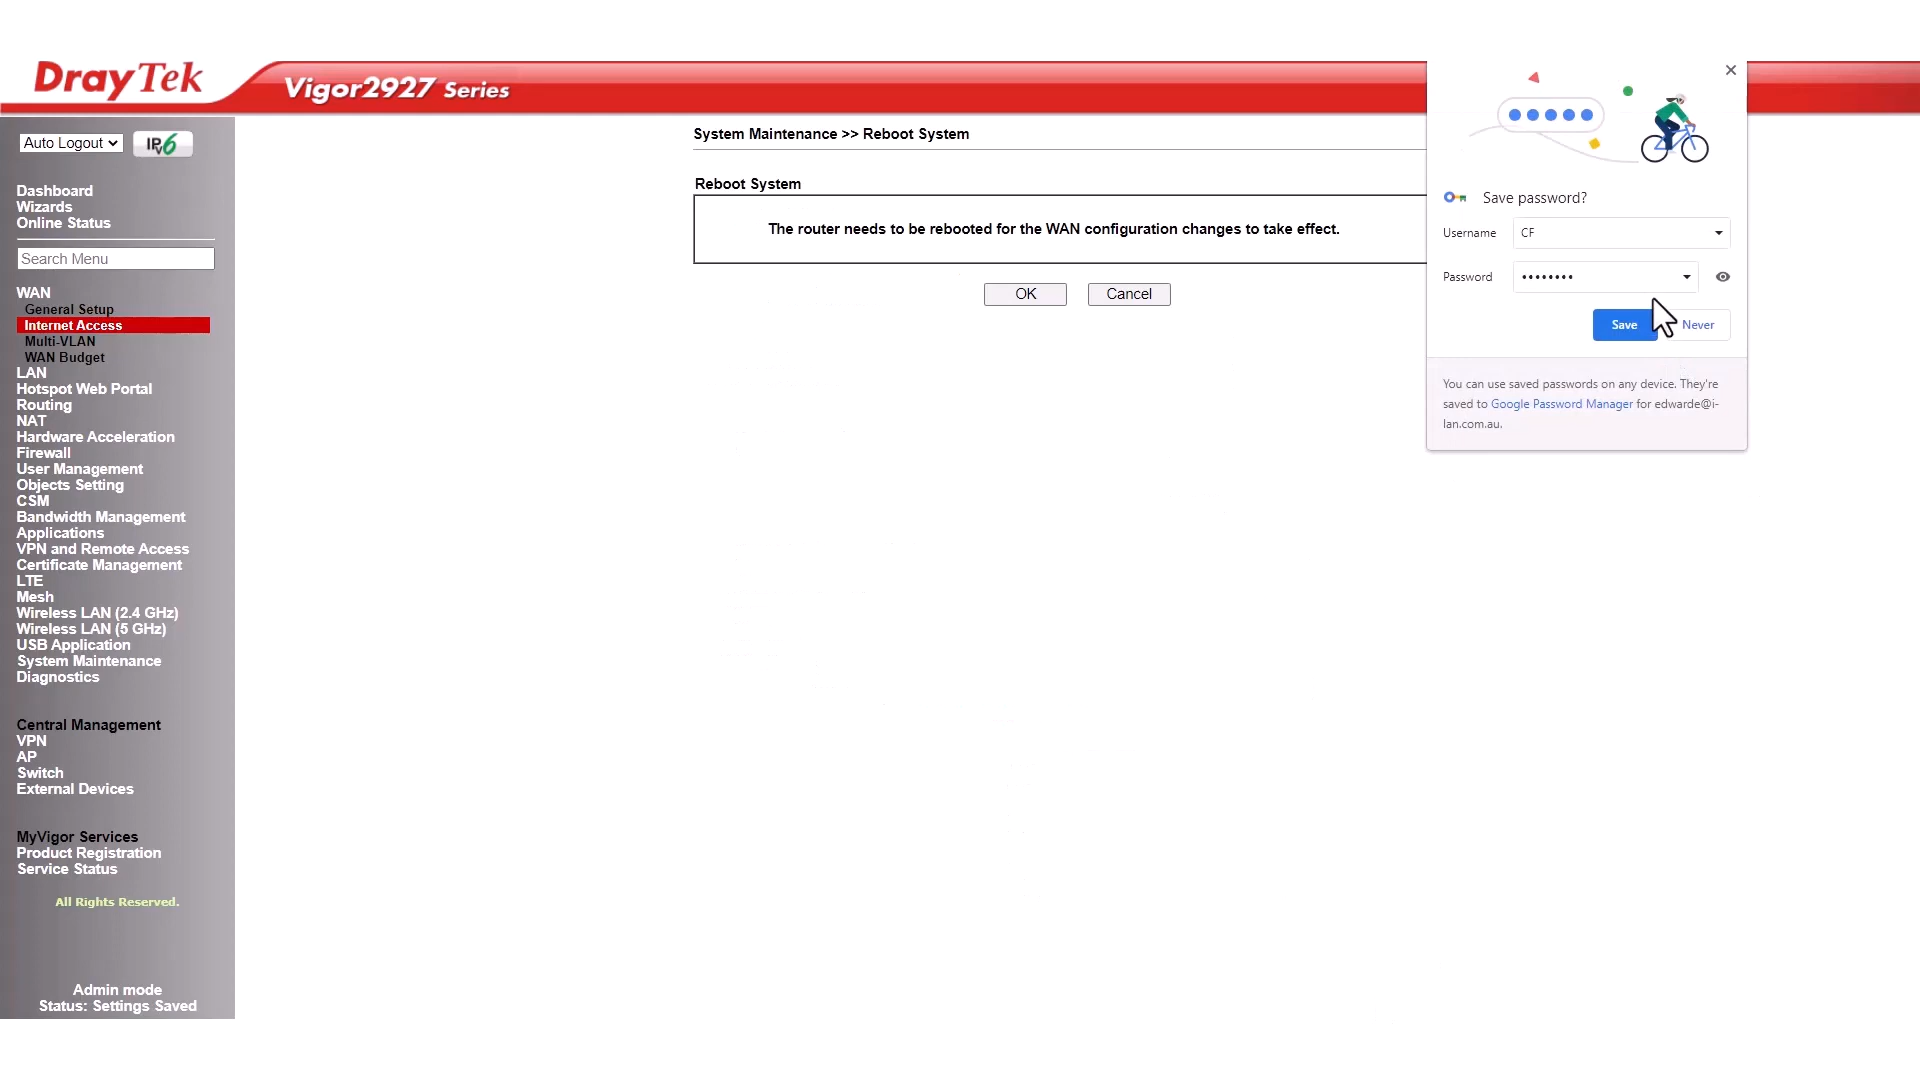 DrayTek
Vigor2927 Series
Auto Logout
IPv6
Dashboard
Wizards
Online Status
Search Menu
WAN
General Setup
Internet Access
Multi-VLAN
WAN Budget
LAN
Hotspot Web Portal
Routing
NAT
Hardware Acceleration
Firewall
User Management
Objects Setting
CSM
Bandwidth Management
Applications
VPN and Remote Access
Certificate Management
LTE
Mesh
Wireless LAN (2.4 GHz)
Wireless LAN (5 GHz)
USB Application
System Maintenance
Diagnostics
Central Management
VPN
AP
Switch
External Devices
MyVigor Services
Product Registration
Service Status
All Rights Reserved.
Admin mode
Status: Settings Saved
System Maintenance >> Reboot System
Reboot System
The router needs to be rebooted for the WAN configuration changes to take effect.
OK
Cancel
Save password?
Username
CF
Password
••••••••
Save
Never
You can use saved passwords on any device. They're
saved to Google Password Manager for edwarde@i-
lan.com.au.